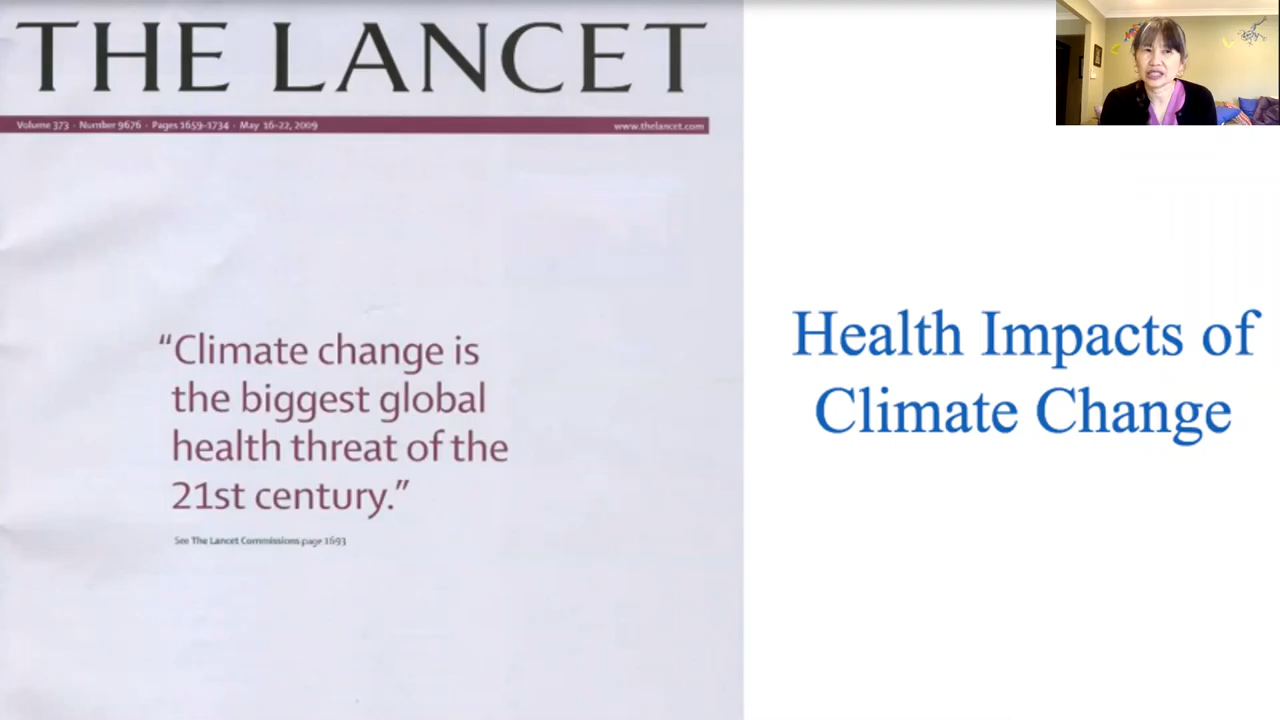 THE LANCET
Volume 373 · Number 9676 · Pages 1659–1734 · May 16–22, 2009
www.thelancet.com
“Climate change is
the biggest global
health threat of the
21st century.”
See The Lancet Commissions page 1693
Health Impacts of
Climate Change